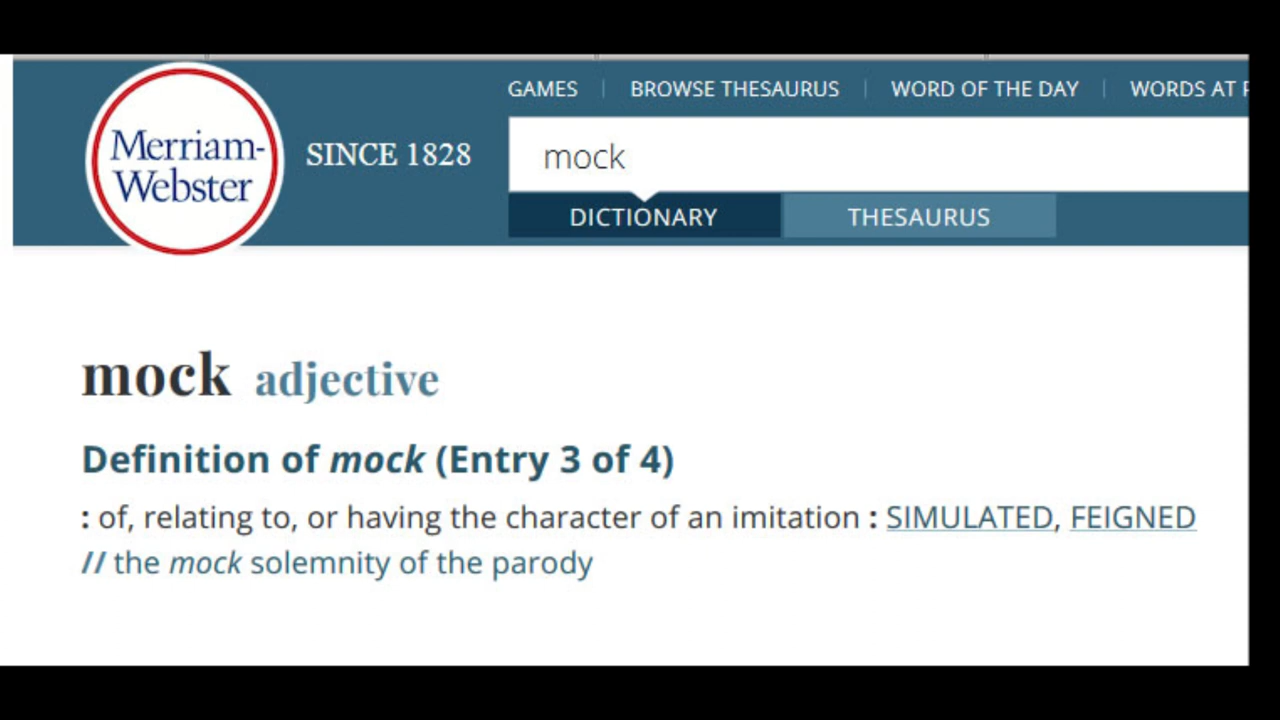 GAMES | BROWSE THESAURUS | WORD OF THE DAY | WORDS AT
Merriam-
Webster
SINCE 1828
mock
DICTIONARY THESAURUS
mock adjective
Definition of mock (Entry 3 of 4)
: of, relating to, or having the character of an imitation : SIMULATED, FEIGNED
// the mock solemnity of the parody